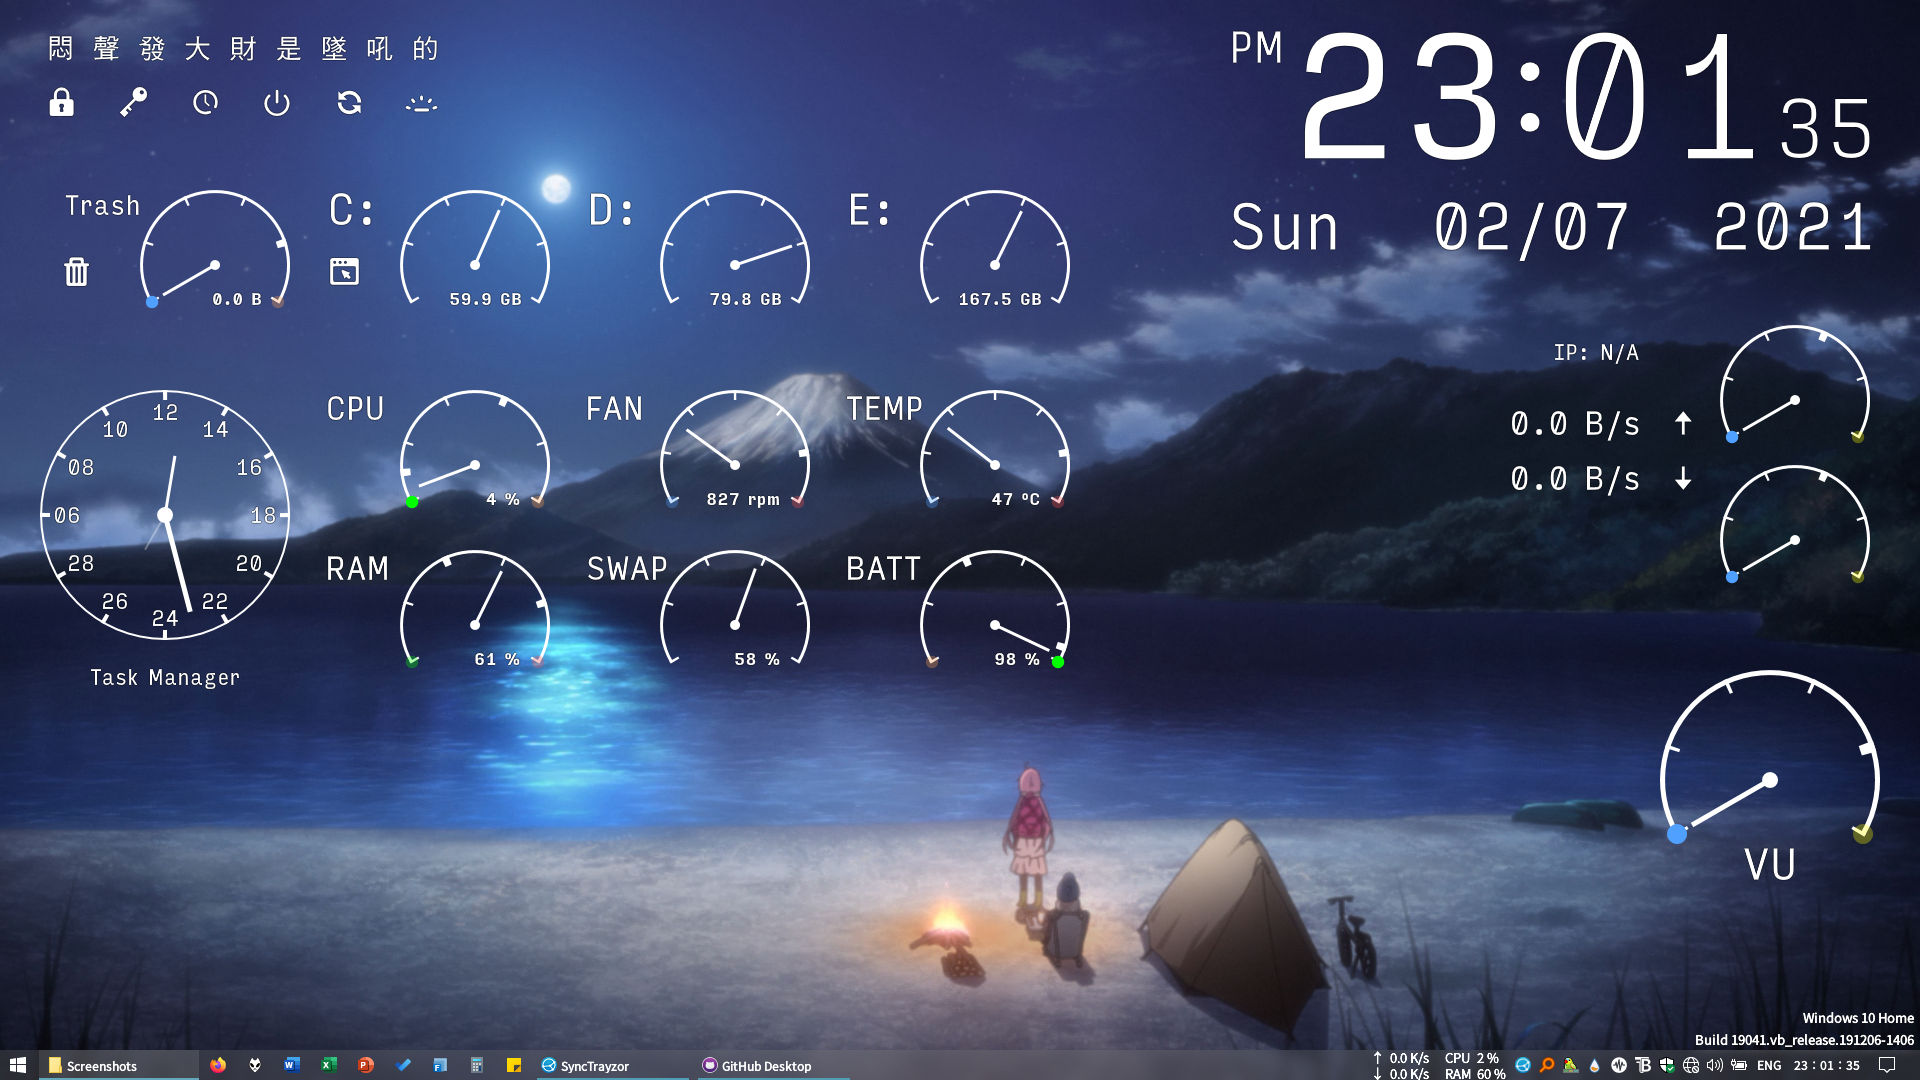 悶聲發大財是墜吼的
PM 23:01 35
Sun 02/07 2021
Trash
0.0 B
C:
59.9 GB
D:
79.8 GB
E:
167.5 GB
IP: N/A
0.0 B/s
0.0 B/s
12
10 14
08 16
06 18
28 20
26 22
24
Task Manager
CPU
4 %
FAN
827 rpm
TEMP
47 ºC
RAM
61 %
SWAP
58 %
BATT
98 %
VU
Windows 10 Home
Build 19041.vb_release.191206-1406
Screenshots
SyncTrayzor
GitHub Desktop
↑ 0.0 K/s CPU 2 %
↓ 0.0 K/s RAM 60 %
ENG
23 : 01 : 35